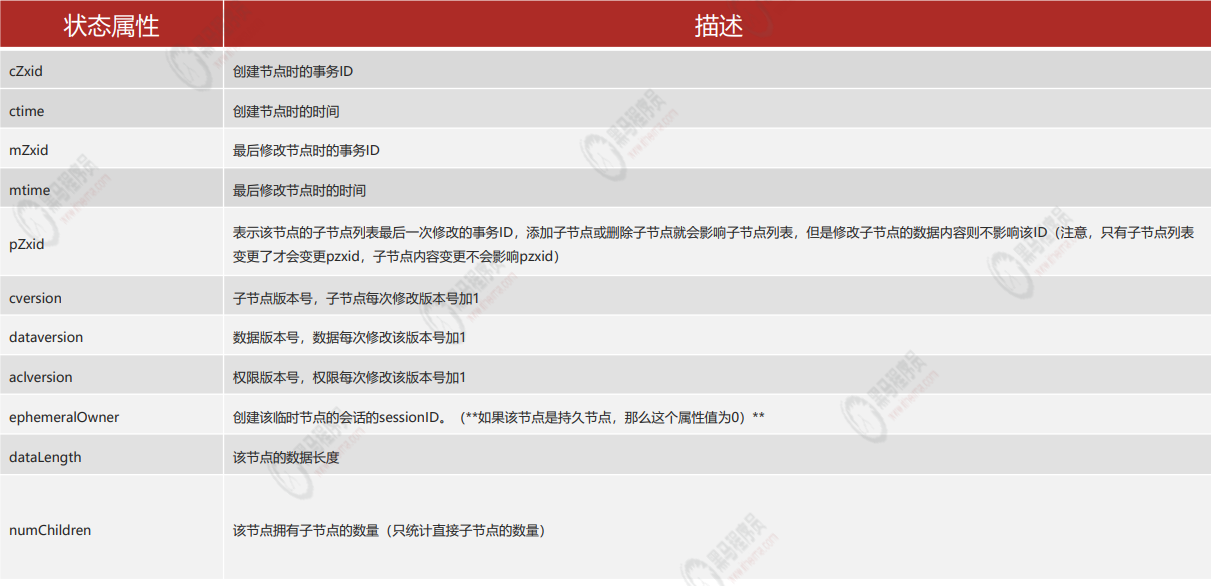 状态属性 描述
cZxid 创建节点时的事务ID
ctime 创建节点时的时间
mZxid 最后修改节点时的事务ID
mtime 最后修改节点时的时间
pZxid 表示该节点的子节点列表最后一次修改的事务ID，添加子节点或删除子节点就会影响子节点列表，但是修改子节点的数据内容则不影响该ID（注意，只有子节点列表
变更了才会变更pzxid，子节点内容变更不会影响pzxid）
cversion 子节点版本号，子节点每次修改版本号加1
dataversion 数据版本号，数据每次修改该版本号加1
aclversion 权限版本号，权限每次修改该版本号加1
ephemeralOwner 创建该临时节点的会话的sessionID。（**如果该节点是持久节点，那么这个属性值为0）**
dataLength 该节点的数据长度
numChildren 该节点拥有子节点的数量（只统计直接子节点的数量）
黑马程序员
www.itheima.com